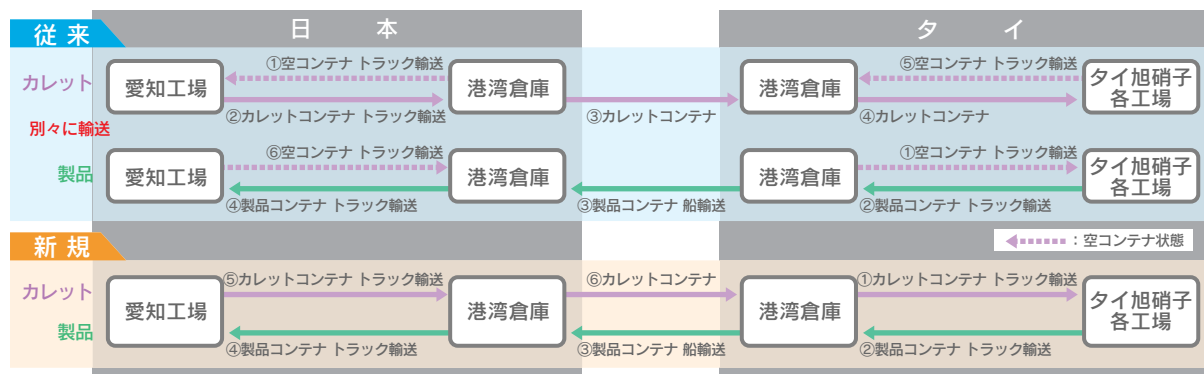 日本
タイ
従来
カレット
①空コンテナ トラック輸送
⑤空コンテナ トラック輸送
愛知工場
港湾倉庫
港湾倉庫
タイ旭硝子
各工場
②カレットコンテナ トラック輸送
③カレットコンテナ
④カレットコンテナ
別々に輸送
製品
⑥空コンテナ トラック輸送
①空コンテナ トラック輸送
愛知工場
港湾倉庫
港湾倉庫
タイ旭硝子
各工場
④製品コンテナ トラック輸送
③製品コンテナ 船輸送
②製品コンテナ トラック輸送
新規
：空コンテナ状態
カレット
⑤カレットコンテナ トラック輸送
⑥カレットコンテナ
①カレットコンテナ トラック輸送
愛知工場
港湾倉庫
港湾倉庫
タイ旭硝子
各工場
製品
④製品コンテナ トラック輸送
③製品コンテナ 船輸送
②製品コンテナ トラック輸送